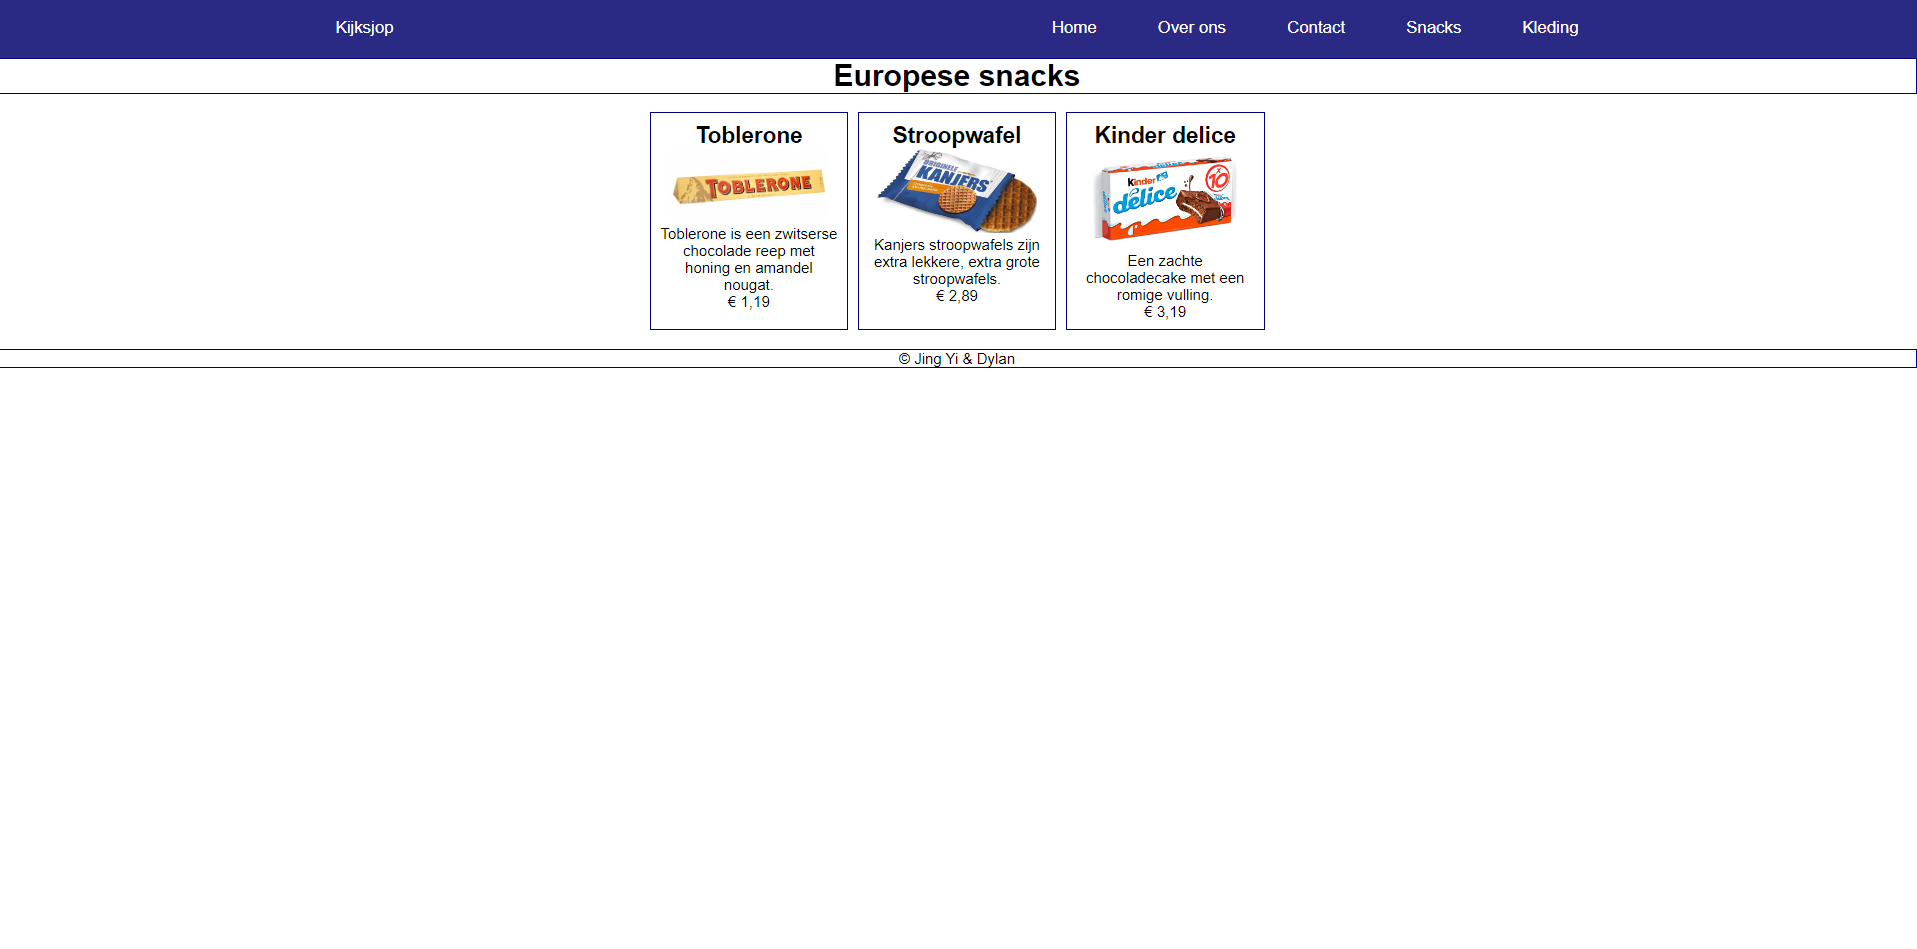 Kijksjop Home Over ons Contact Snacks Kleding
Europese snacks
Toblerone
TOBLERONE
Toblerone is een zwitserse
chocolade reep met
honing en amandel
nougat.
€ 1,19
Stroopwafel
ORIGINELE
KANJERS
Kanjers stroopwafels zijn
extra lekkere, extra grote
stroopwafels.
€ 2,89
Kinder delice
Kinder
délice
x
10
Een zachte
chocoladecake met een
romige vulling.
€ 3,19
© Jing Yi & Dylan